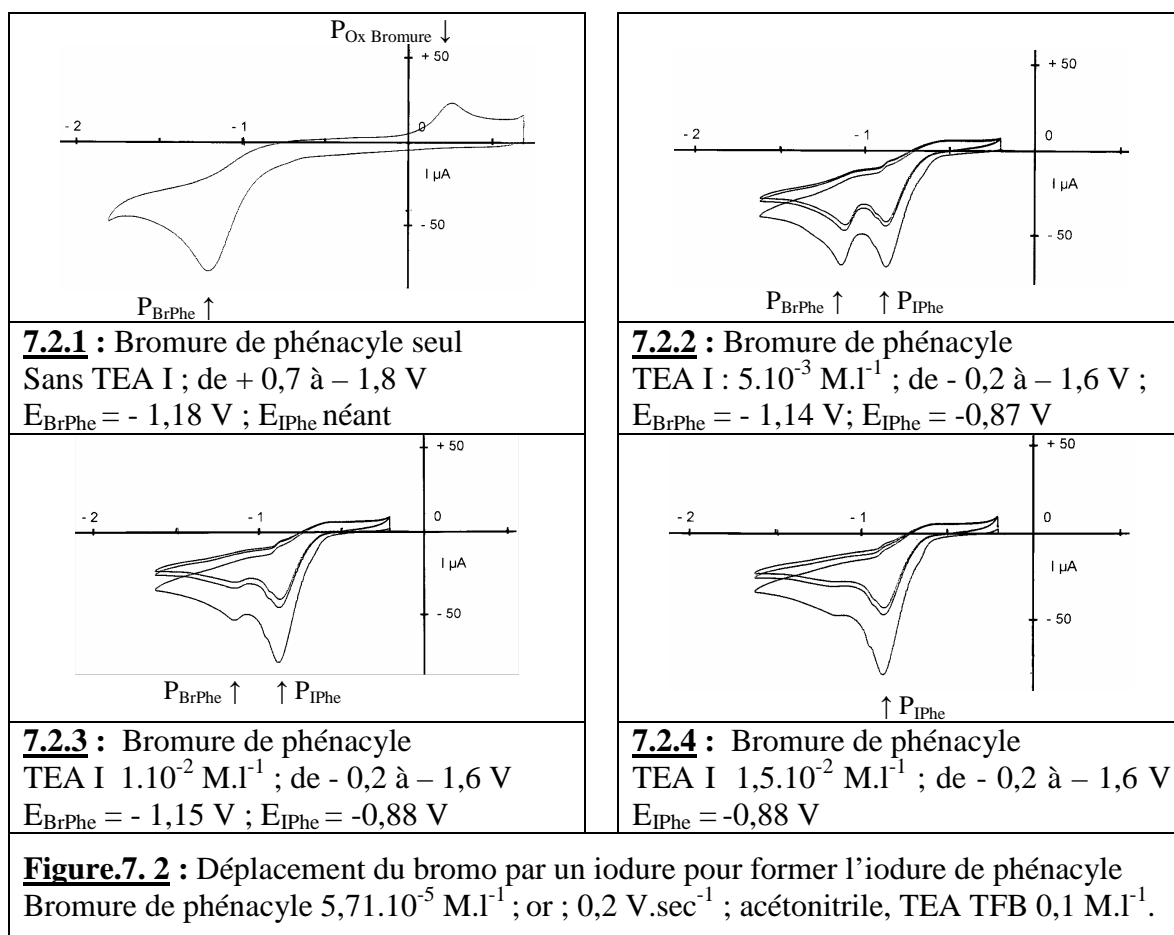 P_Ox Bromure ↓
+ 50
- 2
- 1
0
I µA
- 50
P_BrPhe ↑
7.2.1 : Bromure de phénacyle seul
Sans TEA I ; de + 0,7 à – 1,8 V
E_BrPhe = - 1,18 V ; E_IPhe néant
+ 50
- 2
- 1
0
I µA
- 50
P_BrPhe ↑ ↑ P_IPhe
7.2.2 : Bromure de phénacyle
TEA I : 5.10^-3 M.l^-1 ; de - 0,2 à – 1,6 V ;
E_BrPhe = - 1,14 V; E_IPhe = -0,87 V
+ 50
- 2
- 1
0
I µA
- 50
P_BrPhe ↑ ↑ P_IPhe
7.2.3 : Bromure de phénacyle
TEA I 1.10^-2 M.l^-1 ; de - 0,2 à – 1,6 V
E_BrPhe = - 1,15 V ; E_IPhe = -0,88 V
+ 50
- 2
- 1
0
I µA
- 50
↑ P_IPhe
7.2.4 : Bromure de phénacyle
TEA I 1,5.10^-2 M.l^-1 ; de - 0,2 à – 1,6 V
E_IPhe = -0,88 V
Figure.7. 2 : Déplacement du bromo par un iodure pour former l’iodure de phénacyle
Bromure de phénacyle 5,71.10^-5 M.l^-1 ; or ; 0,2 V.sec^-1 ; acétonitrile, TEA TFB 0,1 M.l^-1.